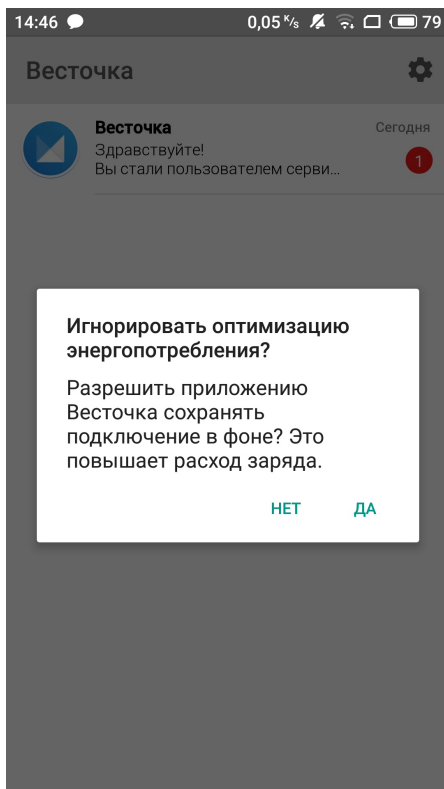 14:46 0,05 K/s 79
Весточка
Весточка Сегодня
Здравствуйте! 1
Вы стали пользователем серви...
Игнорировать оптимизацию
энергопотребления?
Разрешить приложению
Весточка сохранять
подключение в фоне? Это
повышает расход заряда.
НЕТ ДА